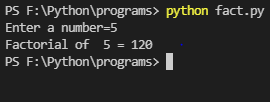 PS F:\Python\programs> python fact.py
Enter a number=5
Factorial of  5 = 120
PS F:\Python\programs>